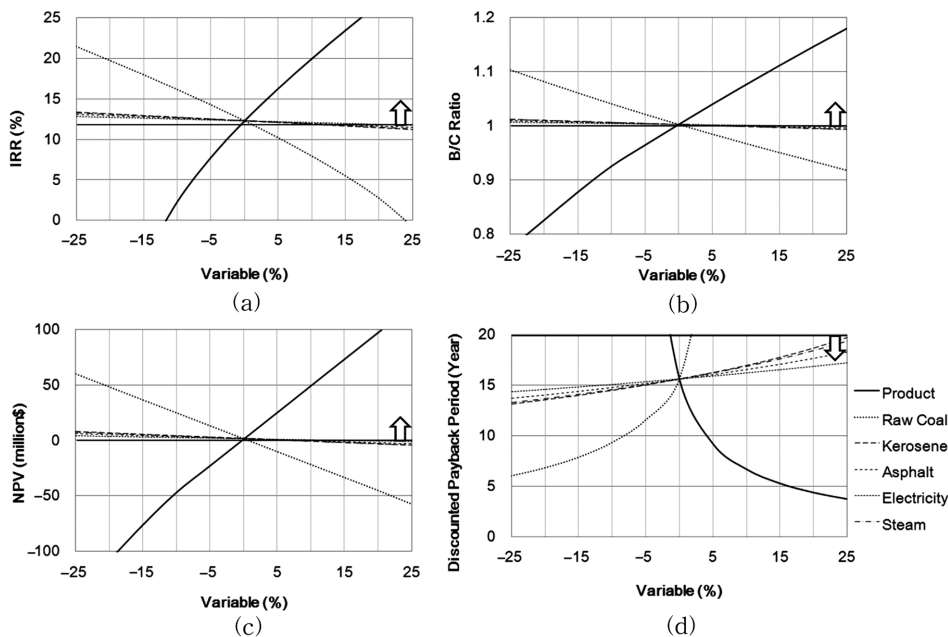 25
20
15
10
5
0
IRR (%)
−25 −15 −5 5 15 25
Variable (%)
(a)
1.2
1.1
1
0.9
0.8
B/C Ratio
−25 −15 −5 5 15 25
Variable (%)
(b)
100
50
0
−50
−100
NPV (million$)
−25 −15 −5 5 15 25
Variable (%)
(c)
20
15
10
5
0
Discounted Payback Period (Year)
−25 −15 −5 5 15 25
Variable (%)
(d)
Product
Raw Coal
Kerosene
Asphalt
Electricity
Steam